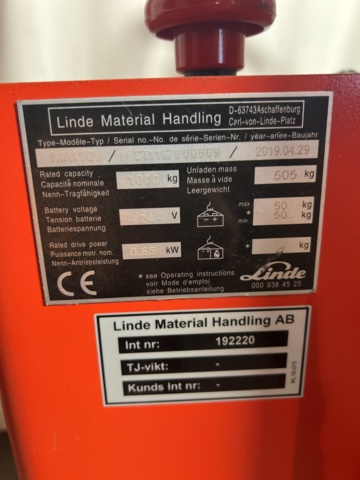 Linde Material Handling
D-63743Aschaffenburg
Carl-von-Linde-Platz
Type-Modèle-Typ / Serial no.-No. de série-Serien-Nr. / year-année-Baujahr
/ / 2019.04.29
Rated capacity
Capacité nominale
Nenn-Tragfähigkeit
kg
Unladen mass
Masse à vide
Leergewicht
505 kg
Battery voltage
Tension batterie
Batteriespannung
24 V
max. 50 kg
* min. 50 kg
Rated drive power
Puissance motr. nom.
Nenn-Antriebsleistung
0.65 kW
* kg
* see Operating instructions
voir Mode d'emploi
siehe Betriebsanleitung
CE
Linde
000 938 45 25
Linde Material Handling AB
Int nr: 192220
TJ-vikt: -
Kunds Int nr: -